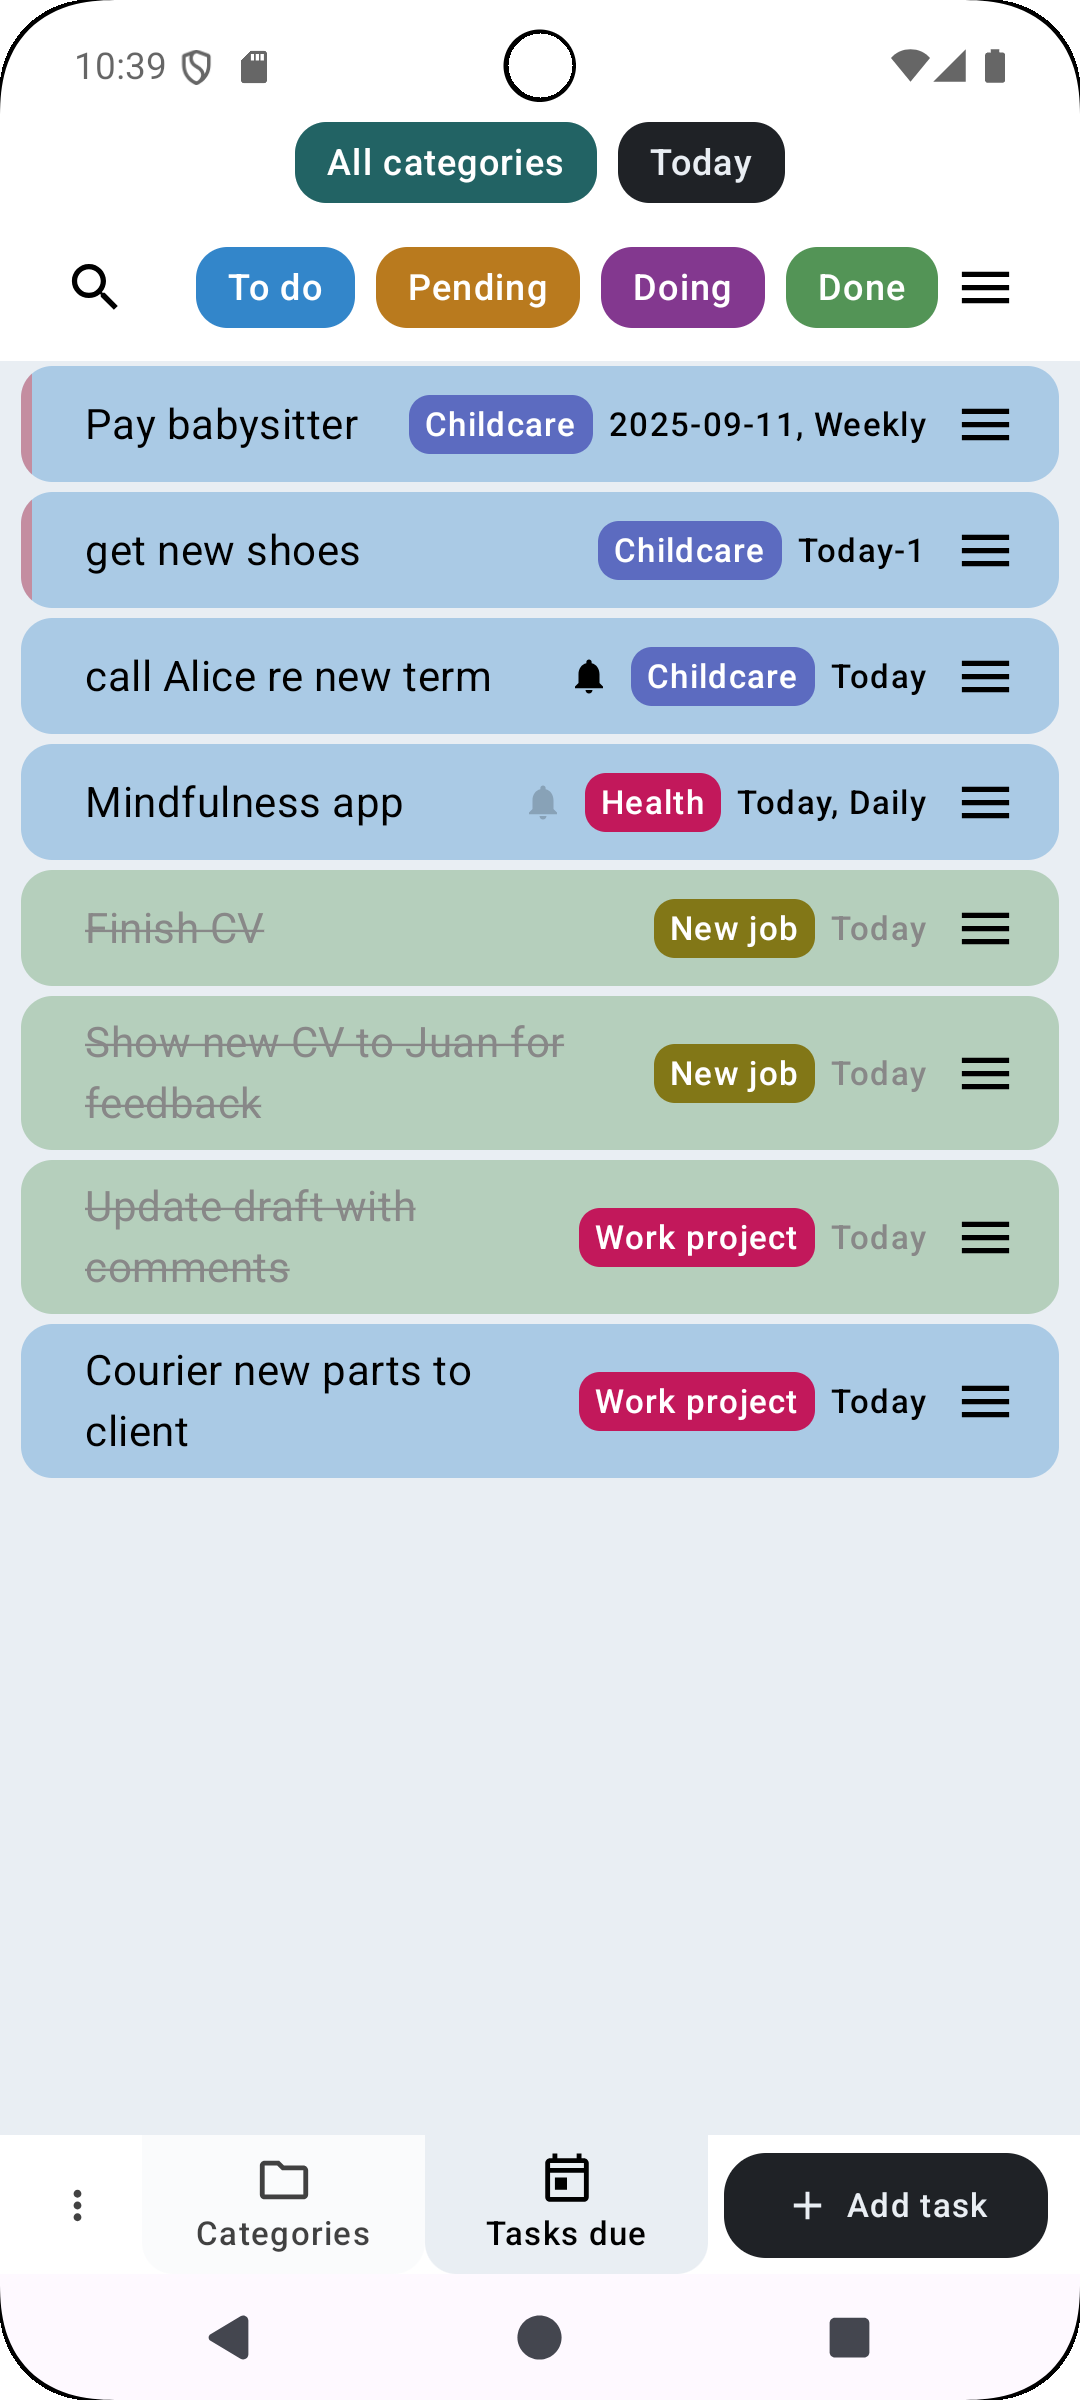 10:39
All categories Today
To do Pending Doing Done
Pay babysitter Childcare 2025-09-11, Weekly
get new shoes Childcare Today-1
call Alice re new term Childcare Today
Mindfulness app Health Today, Daily
Finish CV New job Today
Show new CV to Juan for
feedback
New job Today
Update draft with
comments
Work project Today
Courier new parts to
client
Work project Today
Categories Tasks due Add task